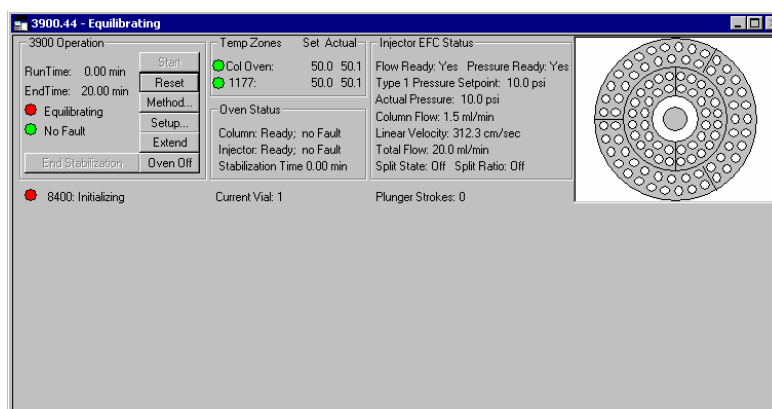 3900.44 - Equilibrating
3900 Operation
RunTime: 0.00 min
EndTime: 20.00 min
Equilibrating
No Fault
End Stabilization
Start
Reset
Method...
Setup...
Extend
Oven Off
Temp Zones Set Actual
Col Oven: 50.0 50.1
1177: 50.0 50.1
Oven Status
Column: Ready; no Fault
Injector: Ready; no Fault
Stabilization Time 0.00 min
Injector EFC Status
Flow Ready: Yes Pressure Ready: Yes
Type 1 Pressure Setpoint: 10.0 psi
Actual Pressure: 10.0 psi
Column Flow: 1.5 ml/min
Linear Velocity: 312.3 cm/sec
Total Flow: 20.0 ml/min
Split State: Off Split Ratio: Off
8400: Initializing
Current Vial: 1
Plunger Strokes: 0